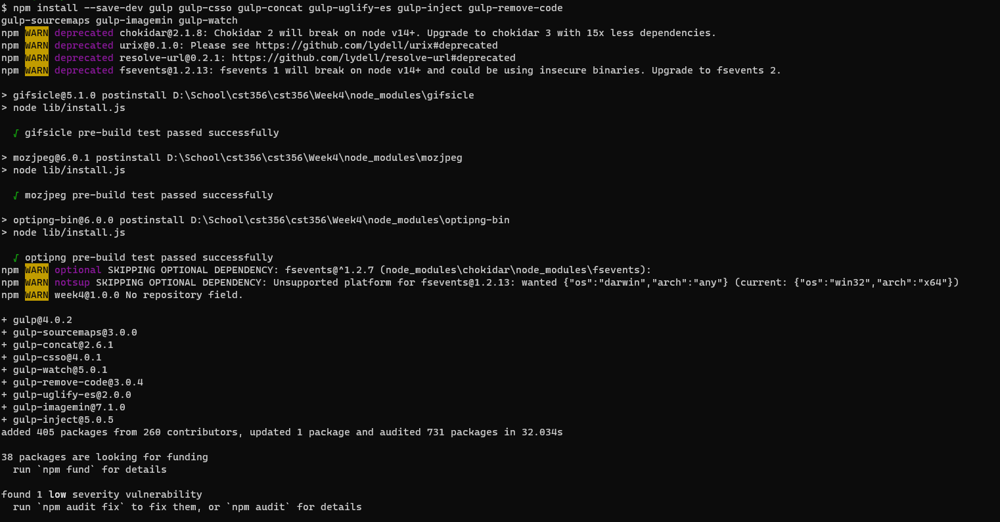 $ npm install --save-dev gulp gulp-csso gulp-concat gulp-uglify-es gulp-inject gulp-remove-code
gulp-sourcemaps gulp-imagemin gulp-watch
npm WARN deprecated chokidar@2.1.8: Chokidar 2 will break on node v14+. Upgrade to chokidar 3 with 15x less dependencies.
npm WARN deprecated urix@0.1.0: Please see https://github.com/lydell/urix#deprecated
npm WARN deprecated resolve-url@0.2.1: https://github.com/lydell/resolve-url#deprecated
npm WARN deprecated fsevents@1.2.13: fsevents 1 will break on node v14+ and could be using insecure binaries. Upgrade to fsevents 2.
> gifsicle@5.1.0 postinstall D:\School\cst356\cst356\Week4\node_modules\gifsicle
> node lib/install.js
√ gifsicle pre-build test passed successfully
> mozjpeg@6.0.1 postinstall D:\School\cst356\cst356\Week4\node_modules\mozjpeg
> node lib/install.js
√ mozjpeg pre-build test passed successfully
> optipng-bin@6.0.0 postinstall D:\School\cst356\cst356\Week4\node_modules\optipng-bin
> node lib/install.js
√ optipng pre-build test passed successfully
npm WARN optional SKIPPING OPTIONAL DEPENDENCY: fsevents@^1.2.7 (node_modules\chokidar\node_modules\fsevents):
npm WARN notsup SKIPPING OPTIONAL DEPENDENCY: Unsupported platform for fsevents@1.2.13: wanted {"os":"darwin","arch":"any"} (current: {"os":"win32","arch":"x64"})
npm WARN week4@1.0.0 No repository field.
+ gulp@4.0.2
+ gulp-sourcemaps@3.0.0
+ gulp-concat@2.6.1
+ gulp-csso@4.0.1
+ gulp-watch@5.0.1
+ gulp-remove-code@3.0.4
+ gulp-uglify-es@2.0.0
+ gulp-imagemin@7.1.0
+ gulp-inject@5.0.5
added 405 packages from 260 contributors, updated 1 package and audited 731 packages in 32.034s
38 packages are looking for funding
run `npm fund` for details
found 1 low severity vulnerability
run `npm audit fix` to fix them, or `npm audit` for details